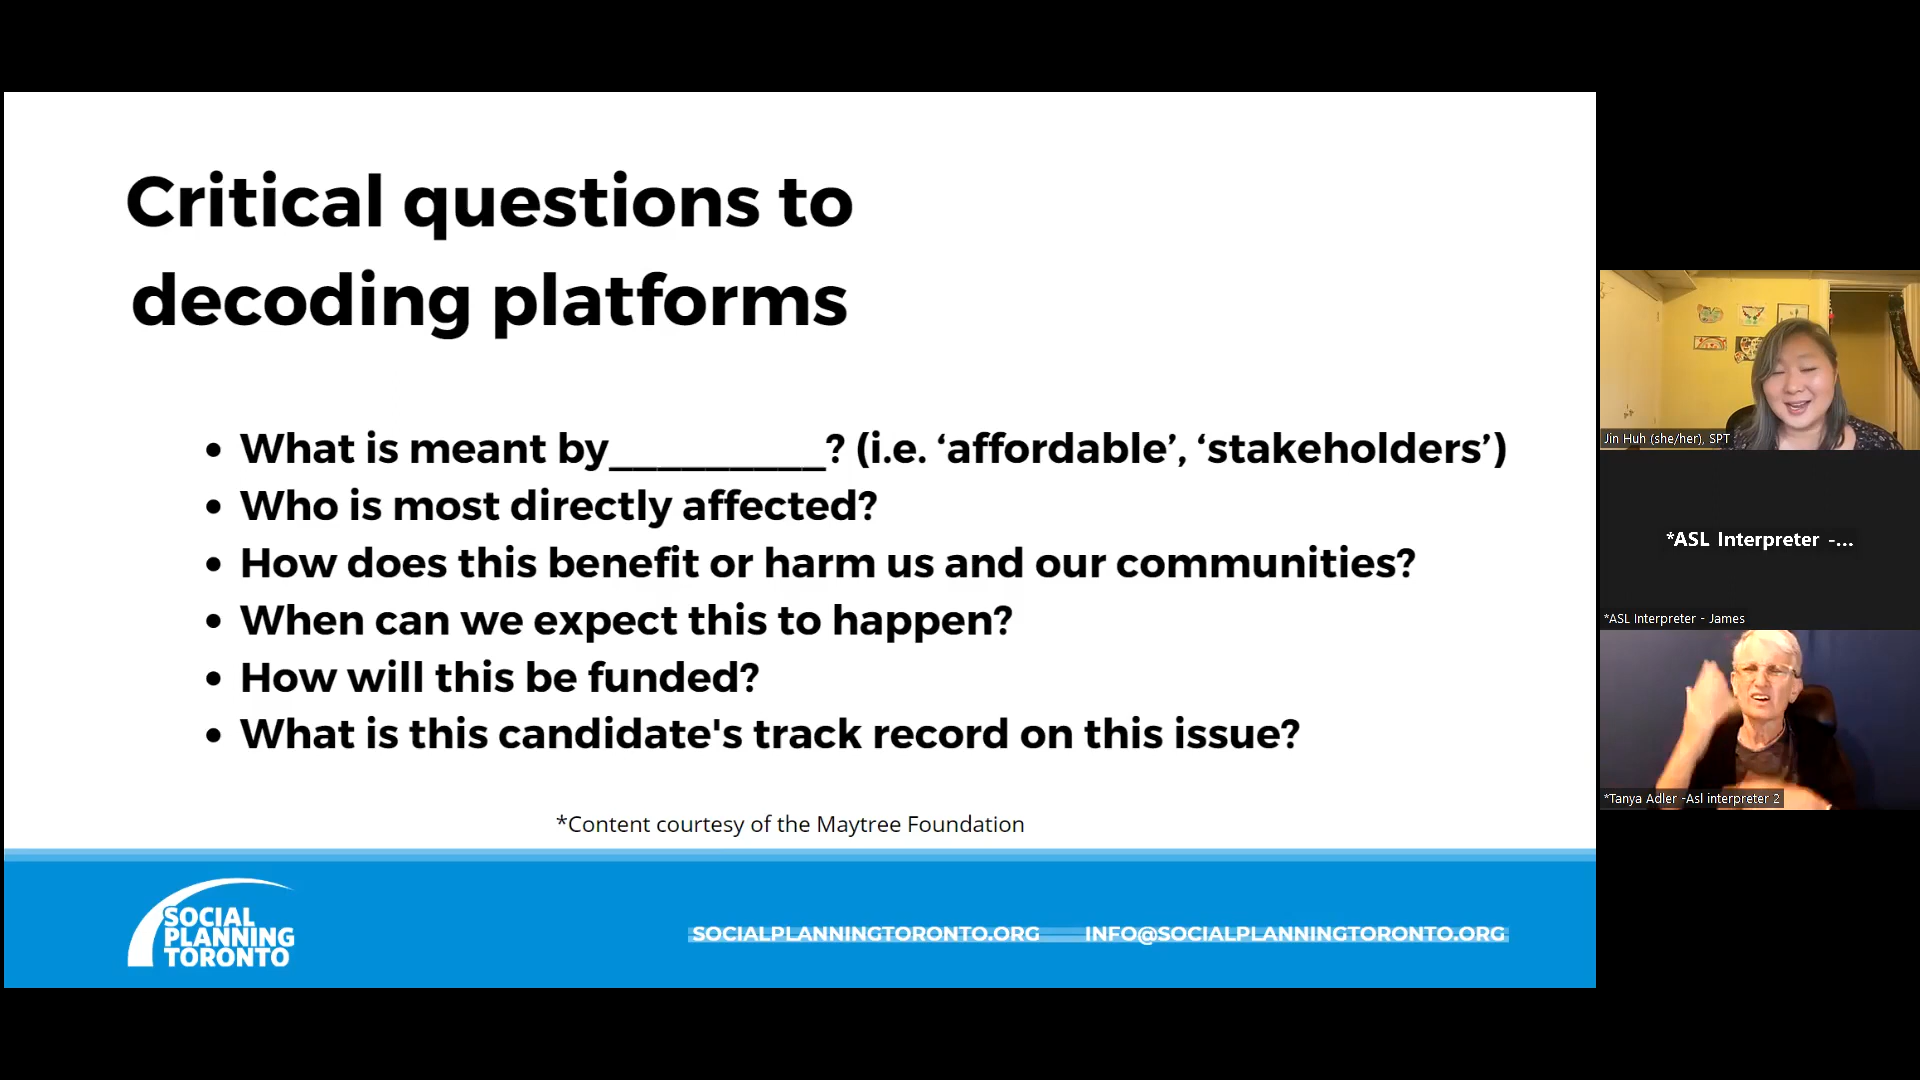 Critical questions to
decoding platforms
• What is meant by_________? (i.e. ‘affordable’, ‘stakeholders’)
• Who is most directly affected?
• How does this benefit or harm us and our communities?
• When can we expect this to happen?
• How will this be funded?
• What is this candidate's track record on this issue?
*Content courtesy of the Maytree Foundation
SOCIAL
PLANNING
TORONTO
SOCIALPLANNINGTORONTO.ORG INFO@SOCIALPLANNINGTORONTO.ORG
Jin Huh (she/her), SPT
*ASL Interpreter -...
*ASL Interpreter - James
*Tanya Adler -Asl interpreter 2